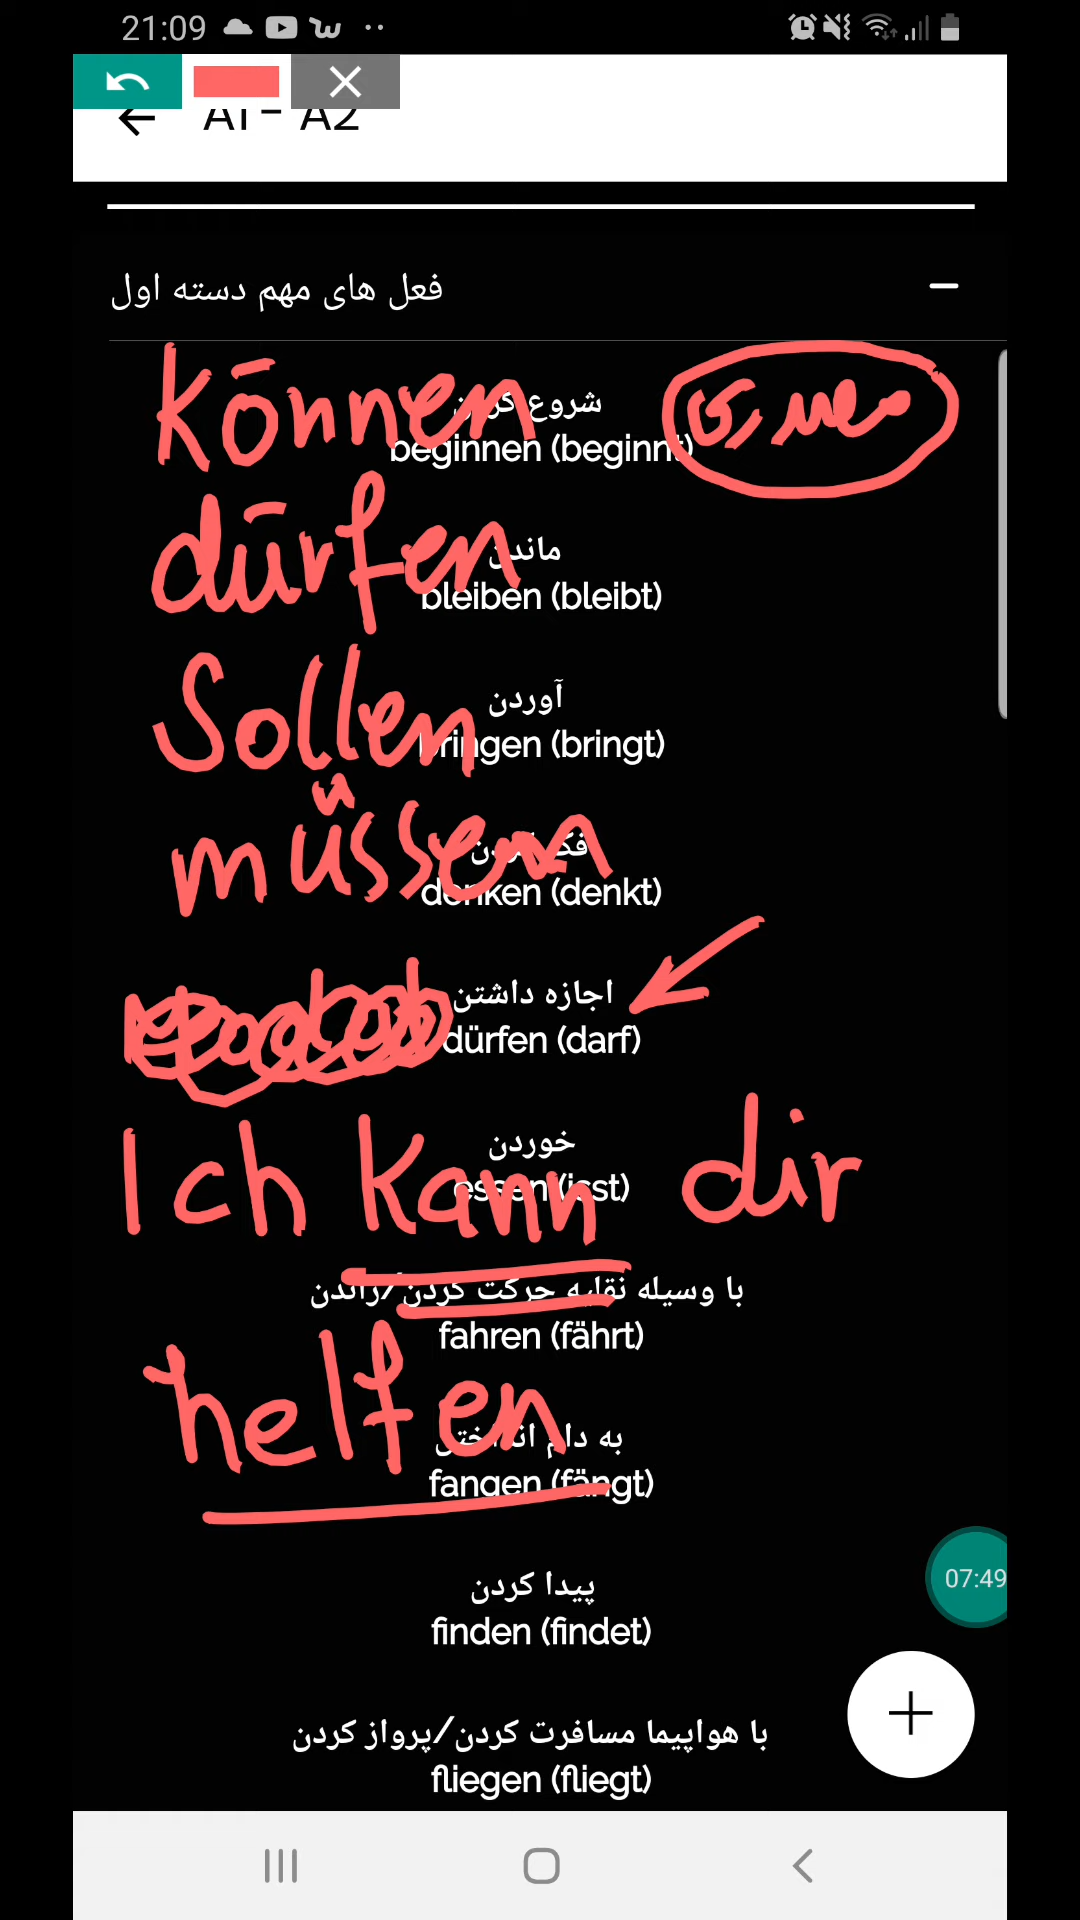 21:09
A1 - A2
فعل های مهم دسته اول
können
مصدری
شروع کردن
beginnen (beginnt)
dürfen
ماندن
bleiben (bleibt)
Sollen
آوردن
bringen (bringt)
müssen
فکر کردن
denken (denkt)
اجازه داشتن
dürfen (darf)
Ich kann dir
خوردن
essen (isst)
با وسیله نقلیه حرکت کردن/راندن
fahren (fährt)
helfen
به دام انداختن
fangen (fängt)
07:49
پیدا کردن
finden (findet)
با هواپیما مسافرت کردن/پرواز کردن
fliegen (fliegt)